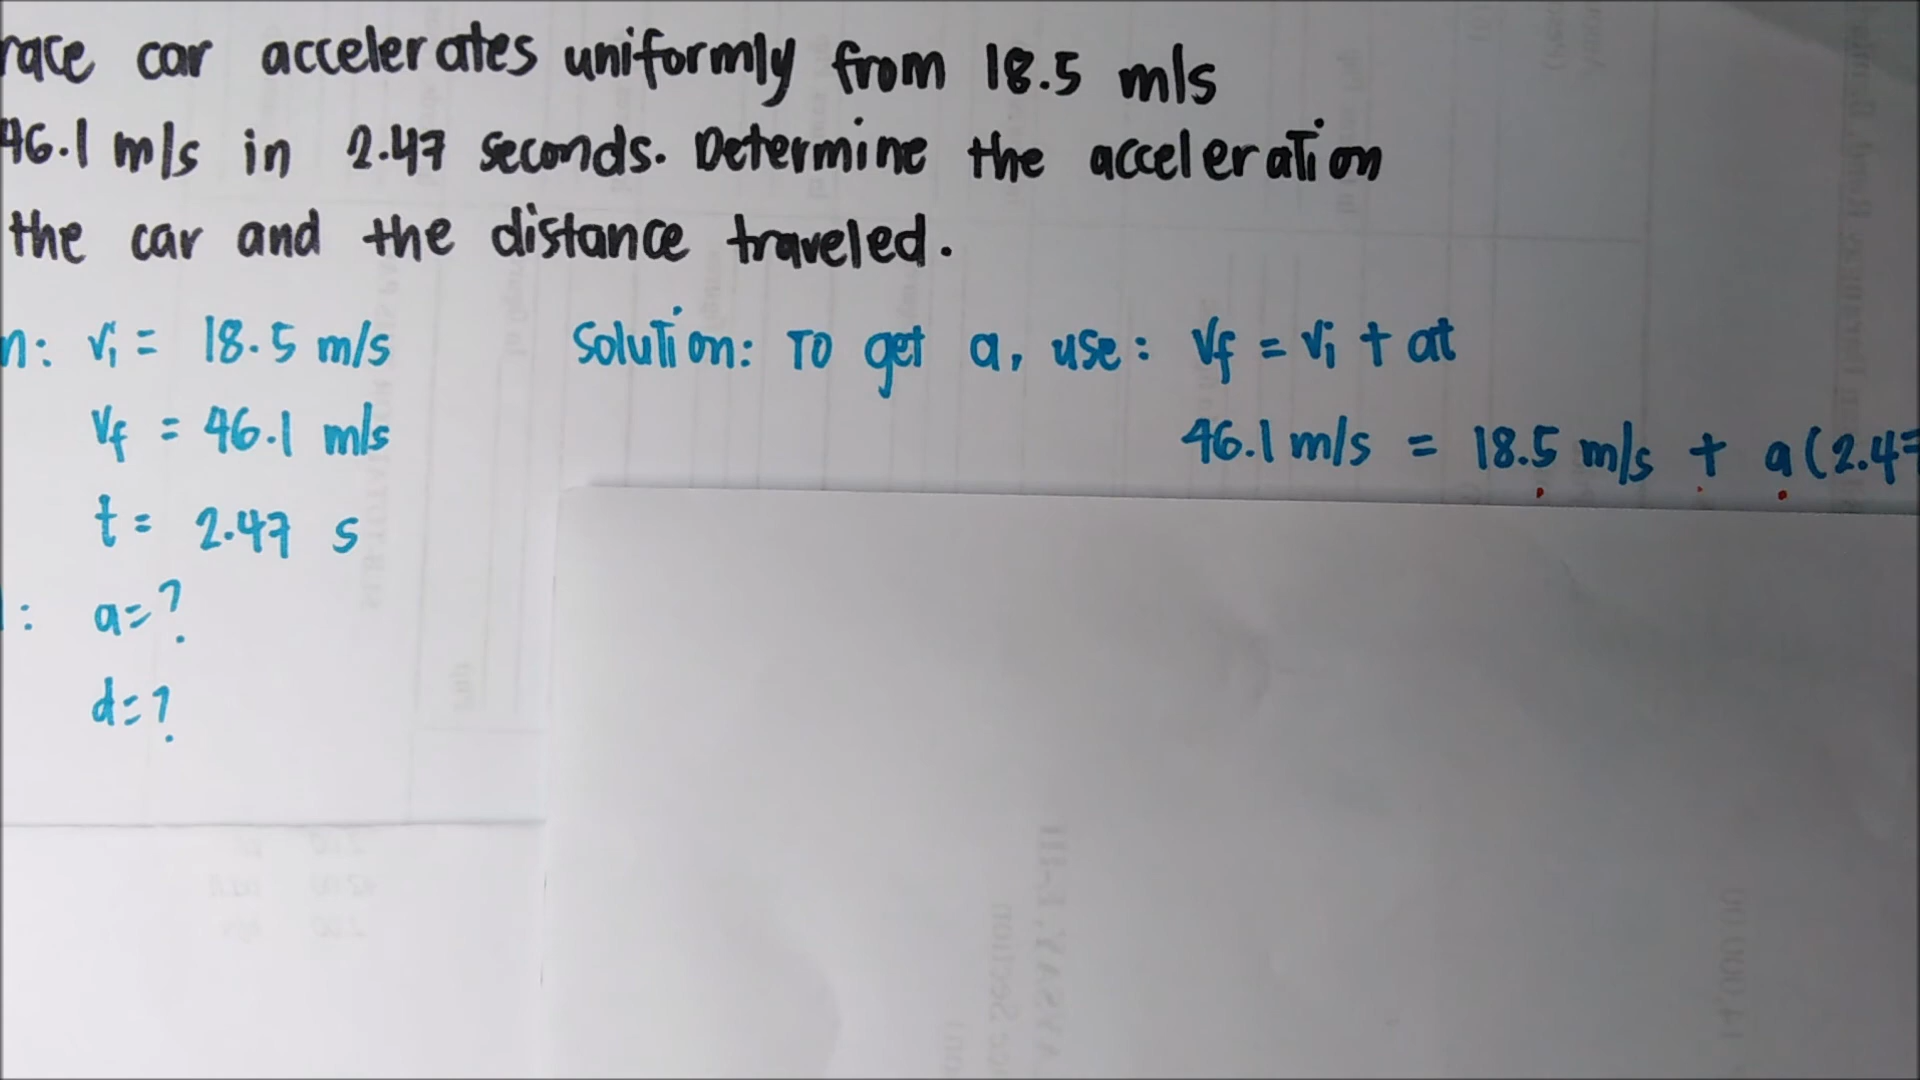 race car accelerates uniformly from 18.5 m/s
46.1 m/s in 2.47 seconds. Determine the acceleration
the car and the distance traveled.
n: vi = 18.5 m/s
Solution: To get a, use: vf = vi + at
vf = 46.1 m/s
46.1 m/s = 18.5 m/s + a(2.47
t = 2.47 s
: a=?
d=?